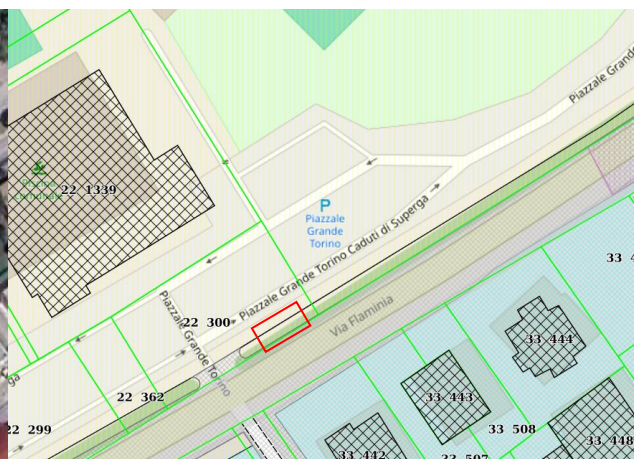 Piazzale Grande
22 1339
P
Piazzale
Grande
Torino
Piazzale Grande Torino Caduti di Superga
Piazzale Grande Torino
22 300
Via Flaminia
33 4
33 444
22 362
33 443
22 299
33 508
33 442
33 507
33 448
ga